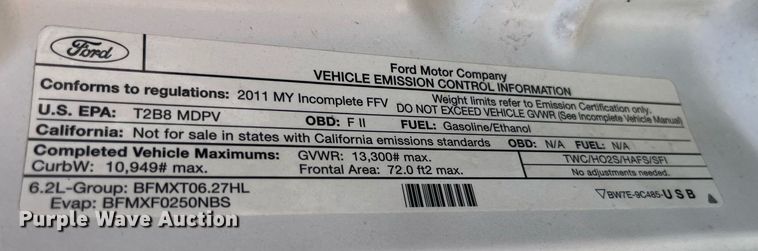 Ford
Ford Motor Company
VEHICLE EMISSION CONTROL INFORMATION
Conforms to regulations: 2011 MY Incomplete FFV
Weight limits refer to Emission Certification only.
DO NOT EXCEED VEHICLE GVWR (See Incomplete Vehicle Manual)
U.S. EPA: T2B8 MDPV OBD: F II FUEL: Gasoline/Ethanol
California: Not for sale in states with California emissions standards OBD: N/A FUEL: N/A
Completed Vehicle Maximums: GVWR: 13,300# max.
CurbW: 10,949# max. Frontal Area: 72.0 ft2 max.
TWC/HO2S/HAFS/SFI
No adjustments needed.
6.2L-Group: BFMXT06.27HL
Evap: BFMXF0250NBS
BW7E-9C485-USB
Purple Wave Auction